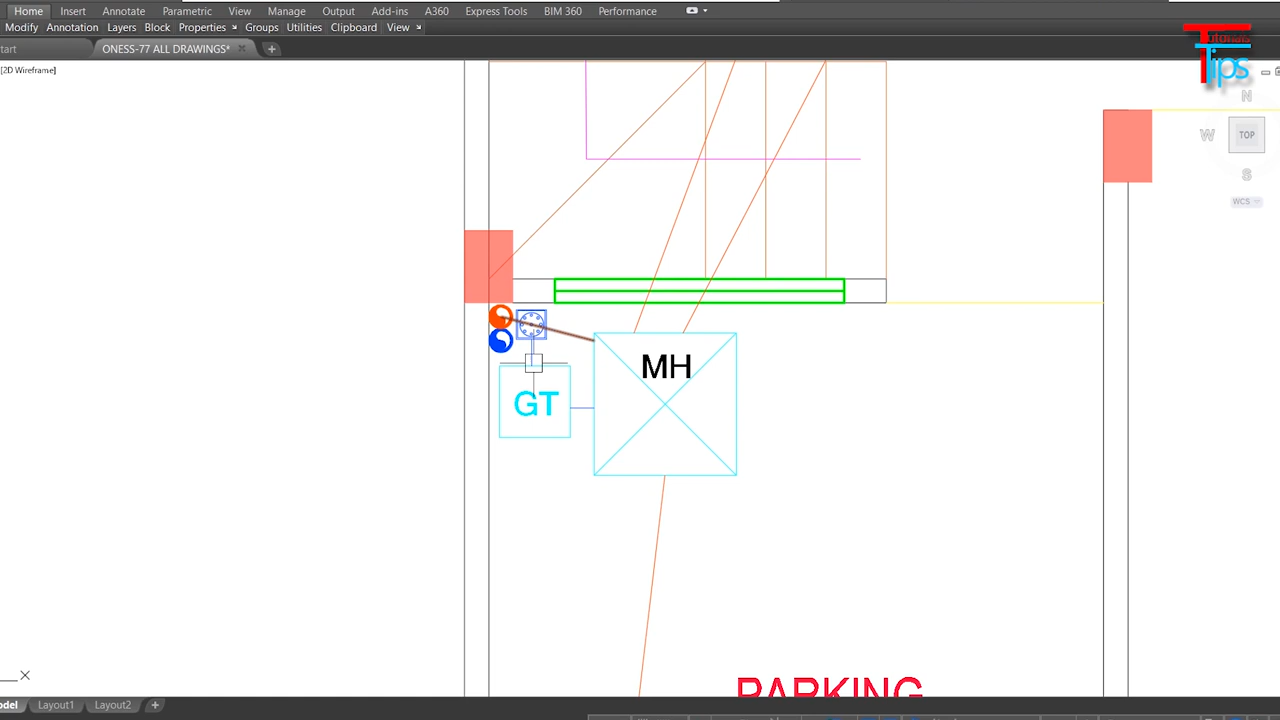 Home Insert Annotate Parametric View Manage Output Add-ins A360 Express Tools BIM 360 Performance
Modify Annotation Layers Block Properties Groups Utilities Clipboard View
tart ONESS-77 ALL DRAWINGS*
[2D Wireframe]
Tutorials
Tips
N
W TOP
S
WCS
MH
GT
PARKING
odel Layout1 Layout2